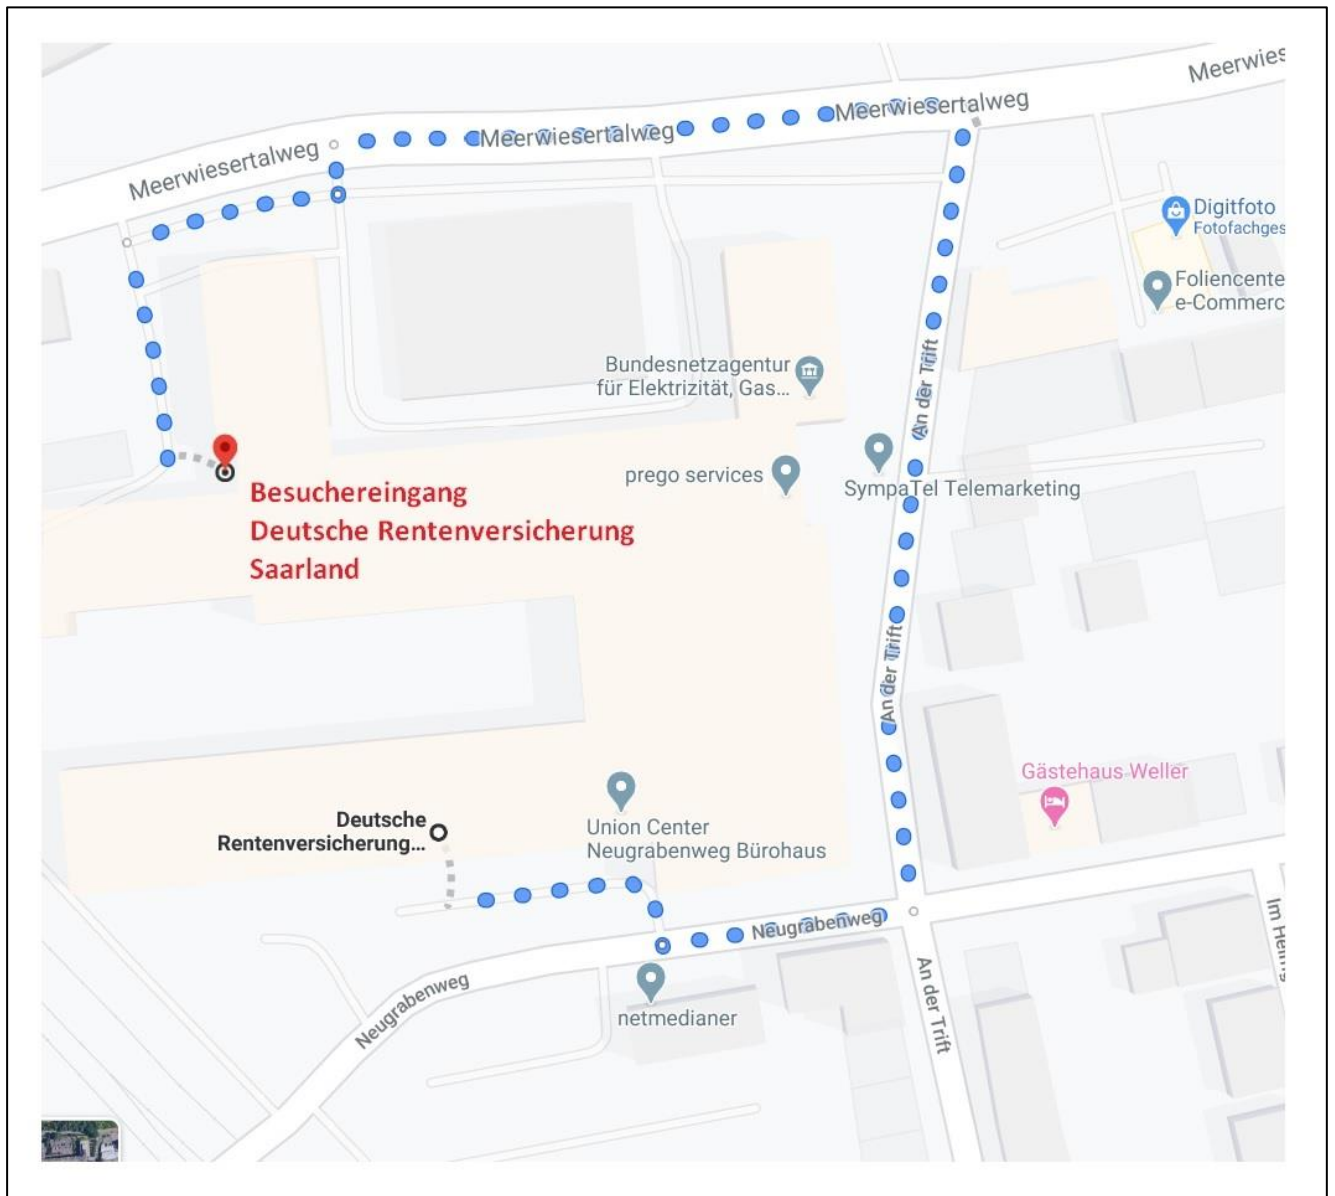 Meerwies
Meerwiesertalweg
Meerwiesertalweg
Meerwiesertalweg
Digitfoto
Fotofachges
Foliencente
e-Commerc
Bundesnetzagentur
für Elektrizität, Gas...
An der Trift
prego services
SympaTel Telemarketing
Besuchereingang
Deutsche Rentenversicherung
Saarland
An der Trift
Gästehaus Weller
Deutsche
Rentenversicherung...
Union Center
Neugrabenweg Bürohaus
Neugrabenweg
Neugrabenweg
netmedianer
An der Trift